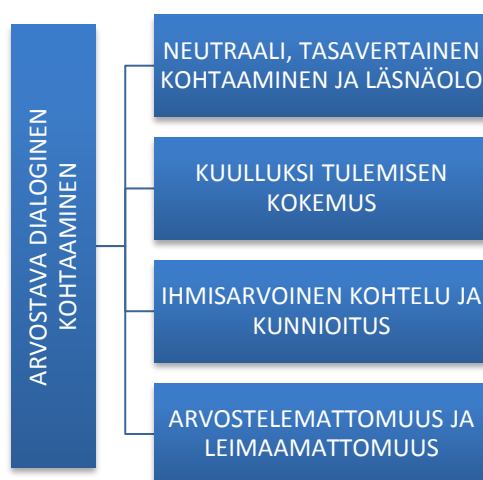 ARVOSTAVA DIALOGINEN
KOHTAAMINEN
NEUTRAALI, TASAVERTAINEN
KOHTAAMINEN JA LÄSNÄOLO
KUULLUKSI TULEMISEN
KOKEMUS
IHMISARVOINEN KOHTELU JA
KUNNIOITUS
ARVOSTELEMATTOMUUS JA
LEIMAAMATTOMUUS